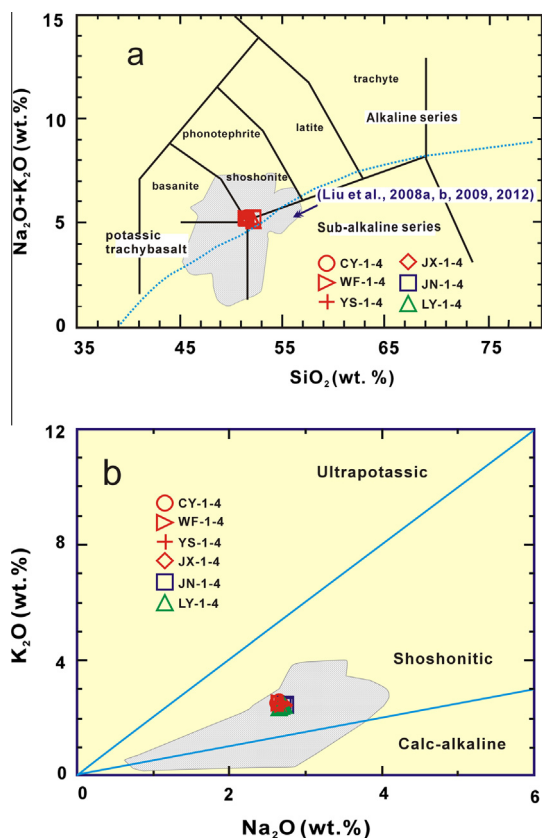 15
a
trachyte
10
Alkaline series
latite
phonotephrite
shoshonite
basanite
(Liu et al., 2008a, b, 2009, 2012)
5
Sub-alkaline series
potassic
trachybasalt
CY-1-4
JX-1-4
WF-1-4
JN-1-4
YS-1-4
LY-1-4
0
35
45
55
65
75
Na2O+K2O (wt.%)
SiO2 (wt. %)
12
b
Ultrapotassic
CY-1-4
WF-1-4
YS-1-4
JX-1-4
JN-1-4
LY-1-4
8
4
Shoshonitic
Calc-alkaline
0
0
2
4
6
K2O (wt.%)
Na2O (wt.%)